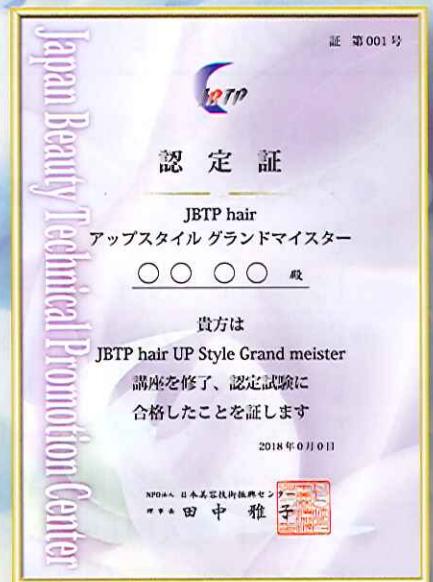 証 第001号
JBTP
認定証
JBTP hair
アップスタイル グランドマイスター
○○ ○○ 殿
貴方は
JBTP hair UP Style Grand meister
講座を修了、認定試験に
合格したことを証します
2018年0月0日
NPO法人 日本美容技術振興センター
理事長 田中 雅子
Japan Beauty Technical Promotion Center